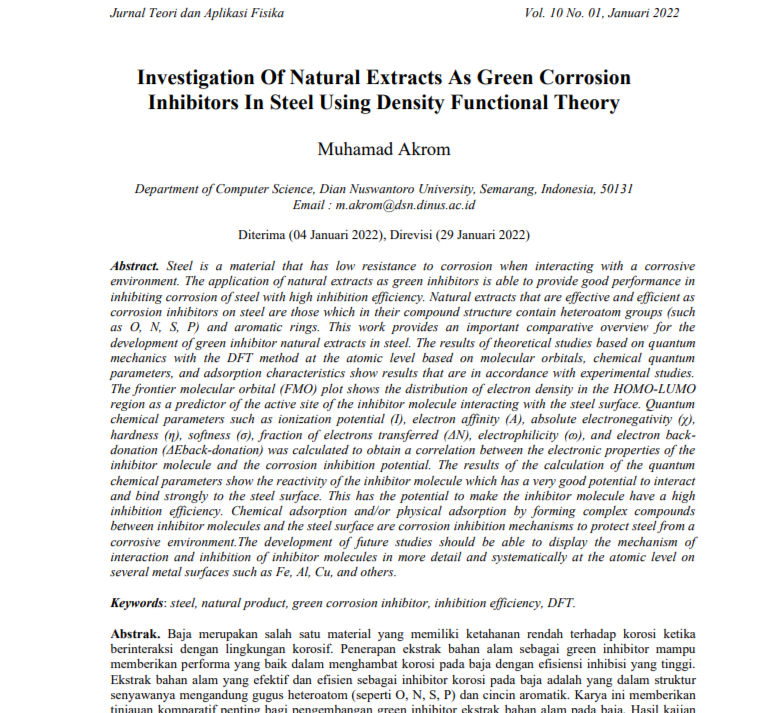 Jurnal Teori dan Aplikasi Fisika Vol. 10 No. 01, Januari 2022
Investigation Of Natural Extracts As Green Corrosion
Inhibitors In Steel Using Density Functional Theory
Muhamad Akrom
Department of Computer Science, Dian Nuswantoro University, Semarang, Indonesia, 50131
Email : m.akrom@dsn.dinus.ac.id
Diterima (04 Januari 2022), Direvisi (29 Januari 2022)
Abstract. Steel is a material that has low resistance to corrosion when interacting with a corrosive
environment. The application of natural extracts as green inhibitors is able to provide good performance in
inhibiting corrosion of steel with high inhibition efficiency. Natural extracts that are effective and efficient as
corrosion inhibitors on steel are those which in their compound structure contain heteroatom groups (such
as O, N, S, P) and aromatic rings. This work provides an important comparative overview for the
development of green inhibitor natural extracts in steel. The results of theoretical studies based on quantum
mechanics with the DFT method at the atomic level based on molecular orbitals, chemical quantum
parameters, and adsorption characteristics show results that are in accordance with experimental studies.
The frontier molecular orbital (FMO) plot shows the distribution of electron density in the HOMO-LUMO
region as a predictor of the active site of the inhibitor molecule interacting with the steel surface. Quantum
chemical parameters such as ionization potential (I), electron affinity (A), absolute electronegativity (χ),
hardness (η), softness (σ), fraction of electrons transferred (ΔN), electrophilicity (ω), and electron back-
donation (ΔEback-donation) was calculated to obtain a correlation between the electronic properties of the
inhibitor molecule and the corrosion inhibition potential. The results of the calculation of the quantum
chemical parameters show the reactivity of the inhibitor molecule which has a very good potential to interact
and bind strongly to the steel surface. This has the potential to make the inhibitor molecule have a high
inhibition efficiency. Chemical adsorption and/or physical adsorption by forming complex compounds
between inhibitor molecules and the steel surface are corrosion inhibition mechanisms to protect steel from a
corrosive environment.The development of future studies should be able to display the mechanism of
interaction and inhibition of inhibitor molecules in more detail and systematically at the atomic level on
several metal surfaces such as Fe, Al, Cu, and others.
Keywords: steel, natural product, green corrosion inhibitor, inhibition efficiency, DFT.
Abstrak. Baja merupakan salah satu material yang memiliki ketahanan rendah terhadap korosi ketika
berinteraksi dengan lingkungan korosif. Penerapan ekstrak bahan alam sebagai green inhibitor mampu
memberikan performa yang baik dalam menghambat korosi pada baja dengan efisiensi inhibisi yang tinggi.
Ekstrak bahan alam yang efektif dan efisien sebagai inhibitor korosi pada baja adalah yang dalam struktur
senyawanya mengandung gugus heteroatom (seperti O, N, S, P) dan cincin aromatik. Karya ini memberikan
tinjauan komparatif penting bagi pengembangan green inhibitor ekstrak bahan alam pada baja. Hasil kajian